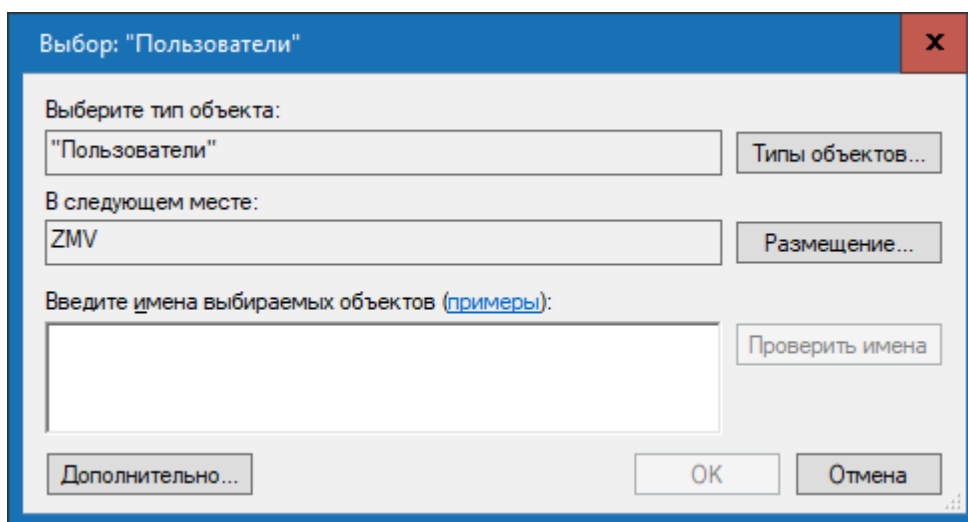 Выбор: "Пользователи"
x
Выберите тип объекта:
"Пользователи"
Типы объектов...
В следующем месте:
ZMV
Размещение...
Введите имена выбираемых объектов (примеры):
Проверить имена
Дополнительно...
OK
Отмена